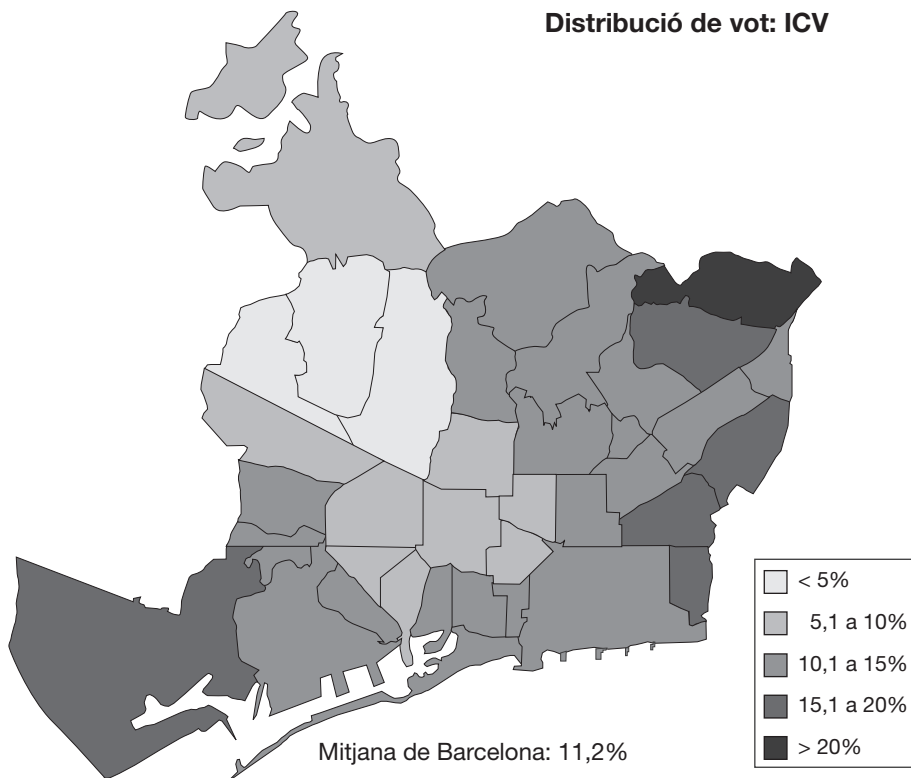 Distribució de vot: ICV
< 5%
5,1 a 10%
10,1 a 15%
15,1 a 20%
> 20%
Mitjana de Barcelona: 11,2%